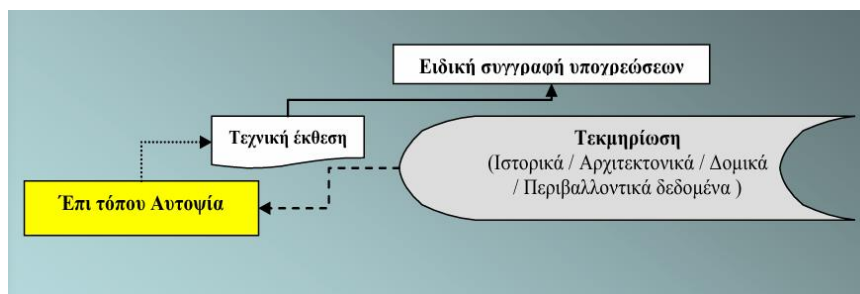 Ειδική συγγραφή υποχρεώσεων
Τεχνική έκθεση
Τεκμηρίωση
(Ιστορικά / Αρχιτεκτονικά / Δομικά
/ Περιβαλλοντικά δεδομένα )
Έπι τόπου Αυτοψία